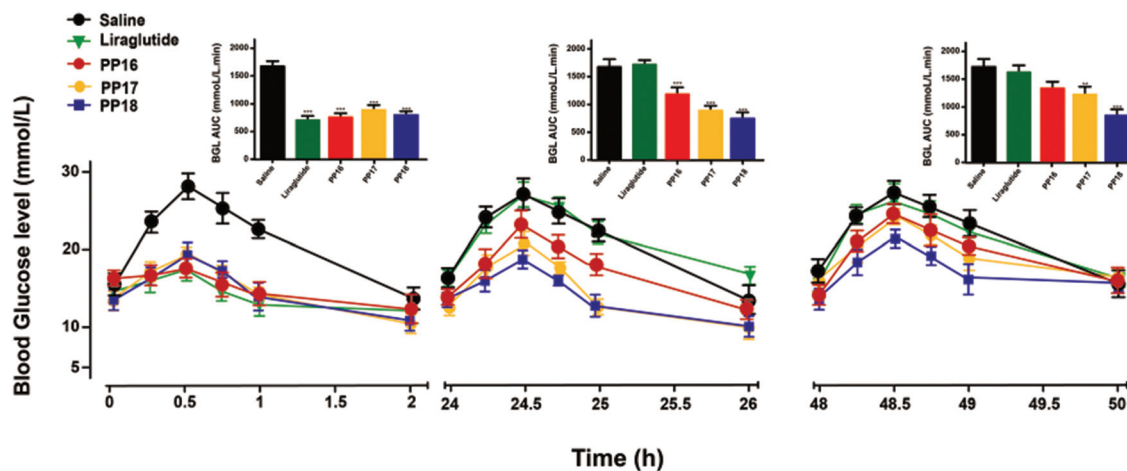 Saline
Liraglutide
PP16
PP17
PP18
BGL AUC (mmoL/L.min)
2000
1500
1000
500
0
***
***
***
***
Saline
Liraglutide
PP16
PP17
PP18
BGL AUC (mmoL/L.min)
2000
1500
1000
500
0
***
***
***
Saline
Liraglutide
PP16
PP17
PP18
BGL AUC (mmoL/L.min)
2000
1500
1000
500
0
**
***
Saline
Liraglutide
PP16
PP17
PP18
Blood Glucose level (mmol/L)
30
20
10
5
0 0.5 1 2 24 24.5 25 25.5 26 48 48.5 49 49.5 50
Time (h)